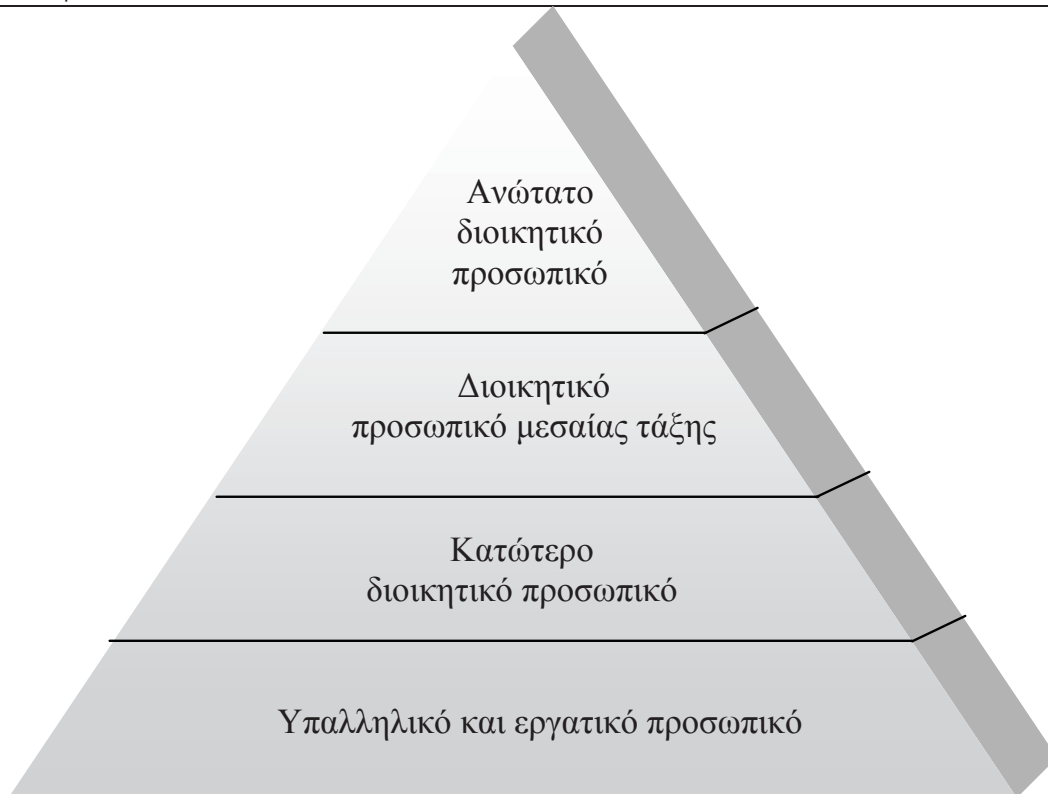 Ανώτατο
διοικητικό
προσωπικό
Διοικητικό
προσωπικό μεσαίας τάξης
Κατώτερο
διοικητικό προσωπικό
Υπαλληλικό και εργατικό προσωπικό